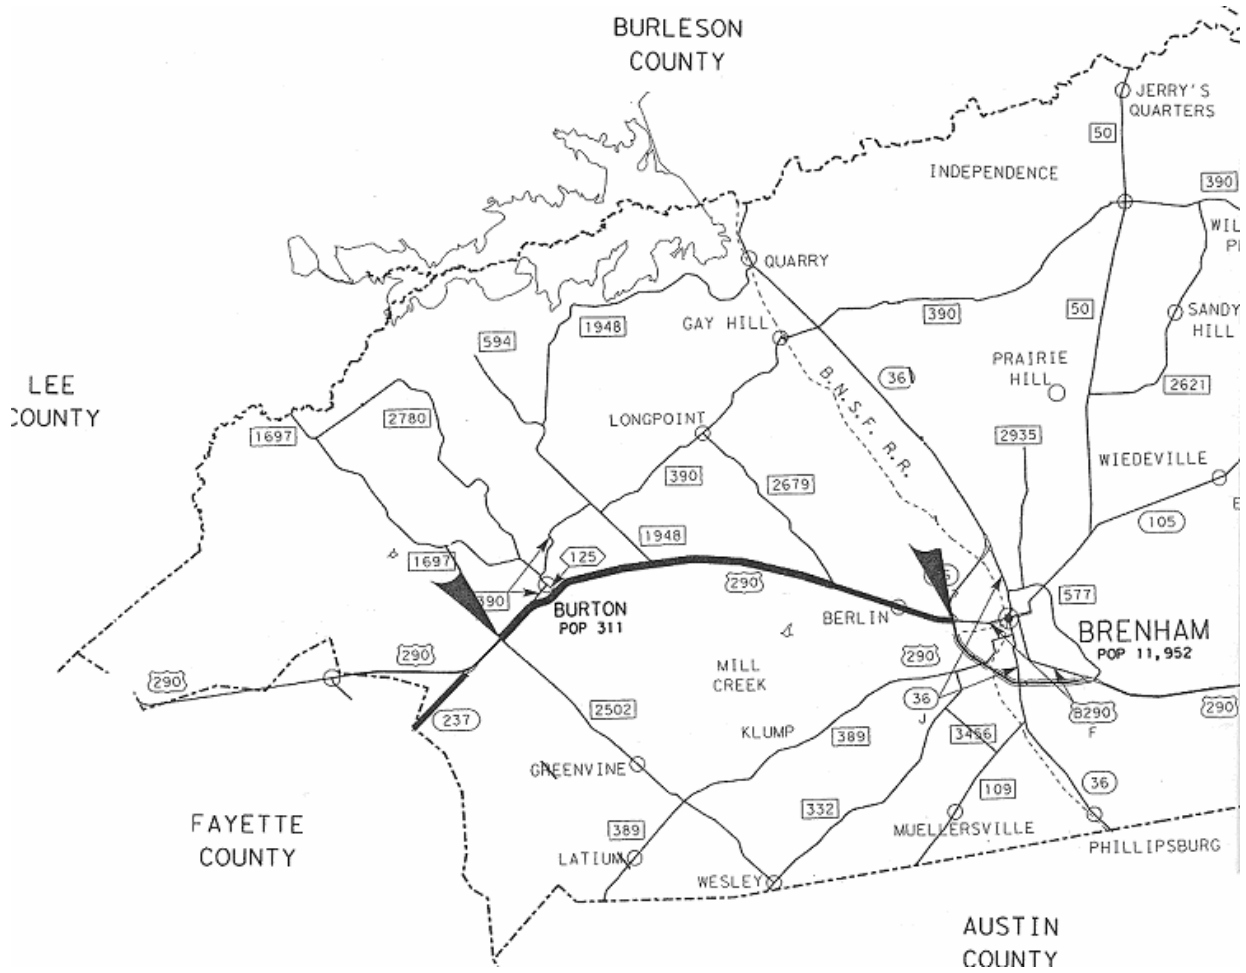 BURLESON
COUNTY
JERRY'S
QUARTERS
50
INDEPENDENCE
390
WIL
QUARRY
50
SANDY
HILL
GAY HILL
390
1948
594
PRAIRIE
HILL
36
2621
LEE
COUNTY
B.N.S.F. R.R.
2780
LONGPOINT
1697
2935
WIEDEVILLE
390
2679
105
E
1948
125
1697
290
390
BURTON
POP 311
BERLIN
577
BRENHAM
POP 11,952
290
290
290
MILL
CREEK
36
290
237
2502
KLUMP
389
J
3456
B290
F
GREENVINE
36
109
332
FAYETTE
COUNTY
389
MUELLERSVILLE
PHILLIPSBURG
LATIUM
WESLEY
AUSTIN
COUNTY